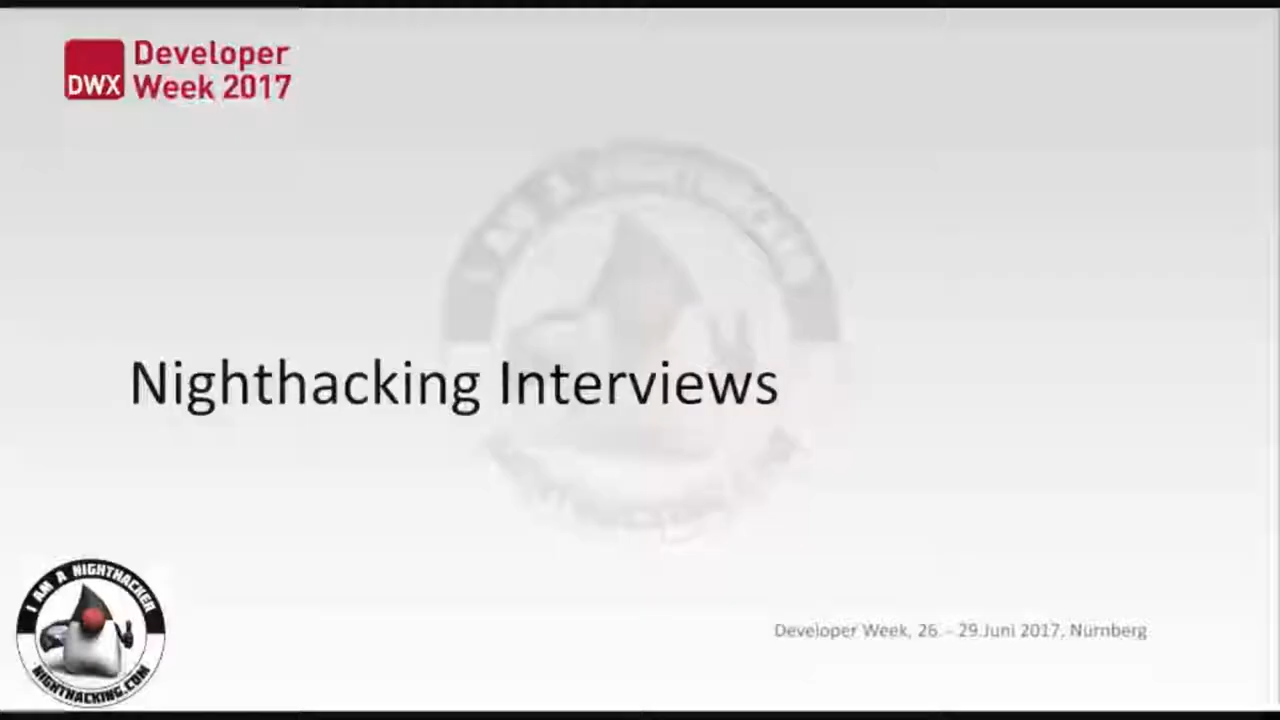 Developer
DWX Week 2017
Nighthacking Interviews
I AM A NIGHTHACKER
NIGHTHACKING.COM
Developer Week, 26. - 29.Juni 2017, Nürnberg